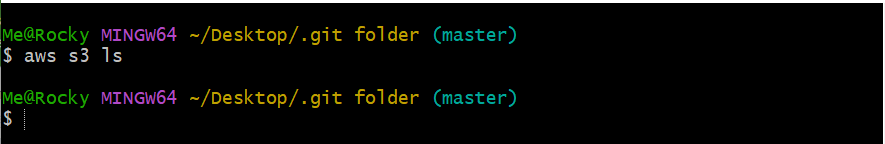 Me@Rocky MINGW64 ~/Desktop/.git folder (master)
$ aws s3 ls
Me@Rocky MINGW64 ~/Desktop/.git folder (master)
$